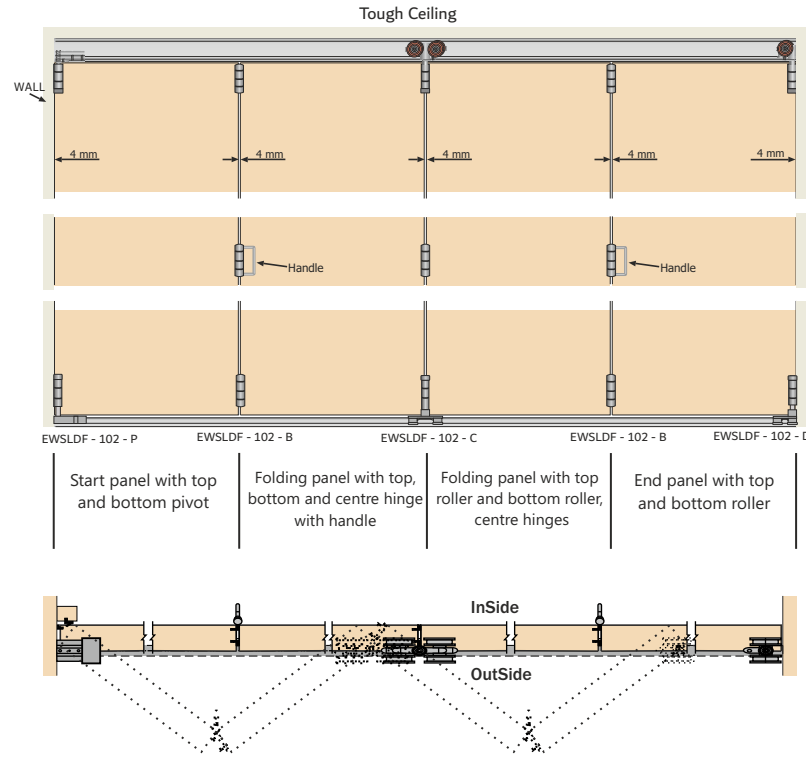 Tough Ceiling
WALL
4 mm
4 mm
4 mm
4 mm
4 mm
Handle
Handle
EWSLDF - 102 - P
EWSLDF - 102 - B
EWSLDF - 102 - C
EWSLDF - 102 - B
EWSLDF - 102 - D
Start panel with top
and bottom pivot
Folding panel with top,
bottom and centre hinge
with handle
Folding panel with top
roller and bottom roller,
centre hinges
End panel with top
and bottom roller
InSide
OutSide